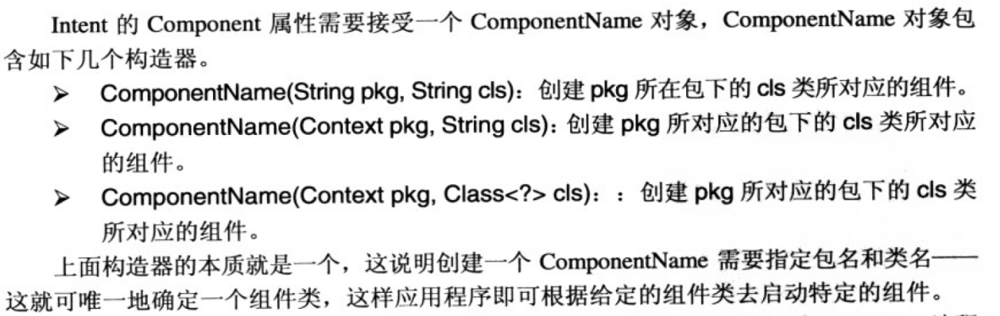 Intent 的 Component 属性需要接受一个 ComponentName 对象，ComponentName 对象包
含如下几个构造器。
➢ ComponentName(String pkg, String cls)：创建 pkg 所在包下的 cls 类所对应的组件。
➢ ComponentName(Context pkg, String cls)：创建 pkg 所对应的包下的 cls 类所对应
的组件。
➢ ComponentName(Context pkg, Class<?> cls)：：创建 pkg 所对应的包下的 cls 类
所对应的组件。
上面构造器的本质就是一个，这说明创建一个 ComponentName 需要指定包名和类名——
这就可唯一地确定一个组件类，这样应用程序即可根据给定的组件类去启动特定的组件。